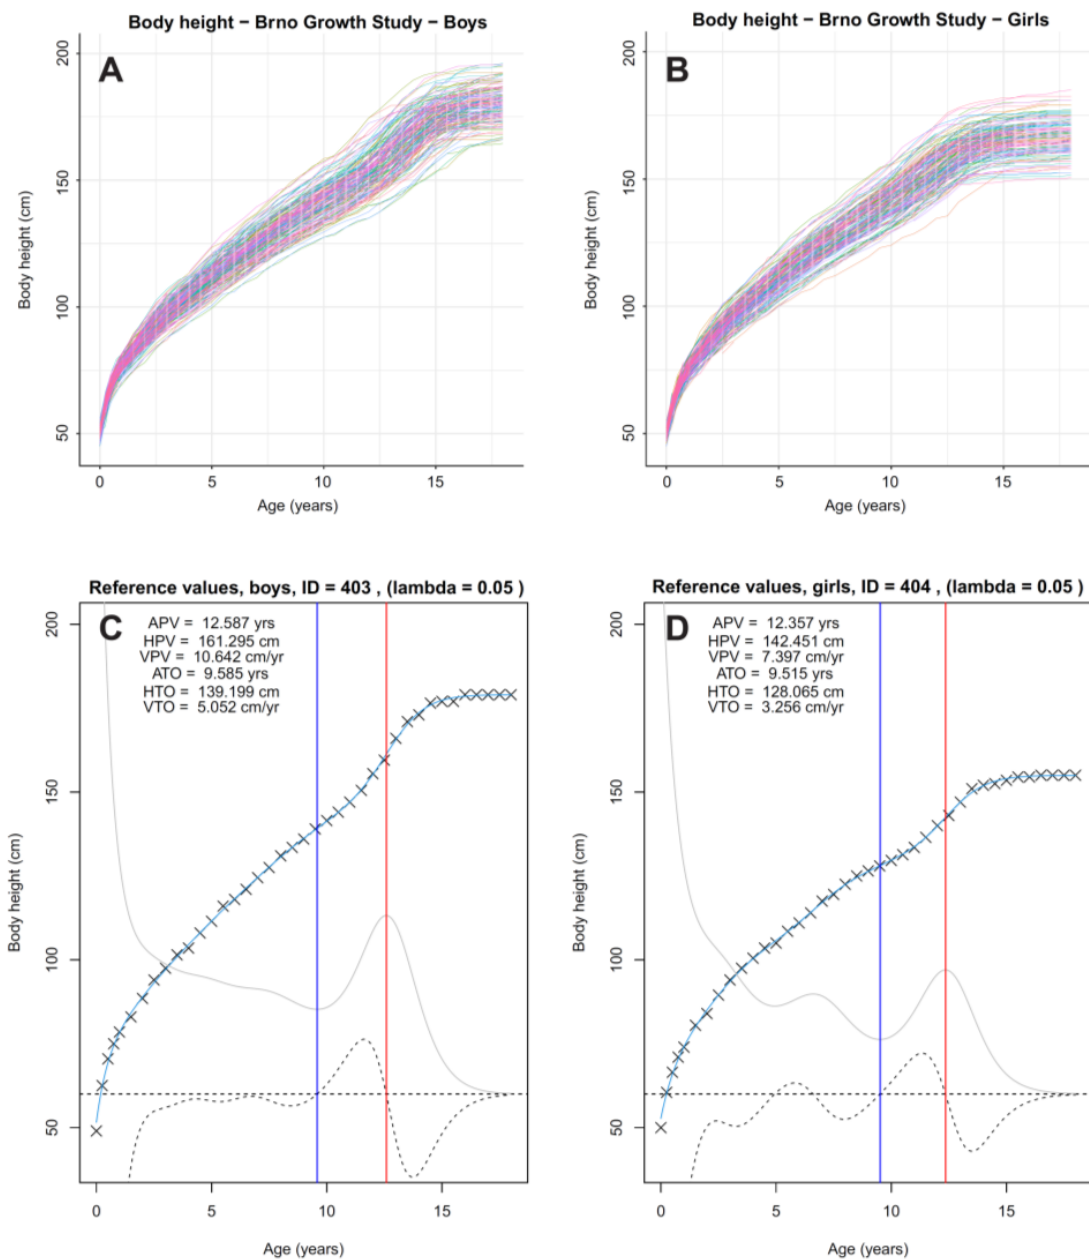 Body height − Brno Growth Study − Boys
A
200
150
100
50
Body height (cm)
0 5 10 15
Age (years)
Body height − Brno Growth Study − Girls
B
200
150
100
50
Body height (cm)
0 5 10 15
Age (years)
Reference values, boys, ID = 403 , (lambda = 0.05 )
C
APV = 12.587 yrs
HPV = 161.295 cm
VPV = 10.642 cm/yr
ATO = 9.585 yrs
HTO = 139.199 cm
VTO = 5.052 cm/yr
200
150
100
50
Body height (cm)
0 5 10 15
Age (years)
Reference values, girls, ID = 404 , (lambda = 0.05 )
D
APV = 12.357 yrs
HPV = 142.451 cm
VPV = 7.397 cm/yr
ATO = 9.515 yrs
HTO = 128.065 cm
VTO = 3.256 cm/yr
200
150
100
50
Body height (cm)
0 5 10 15
Age (years)